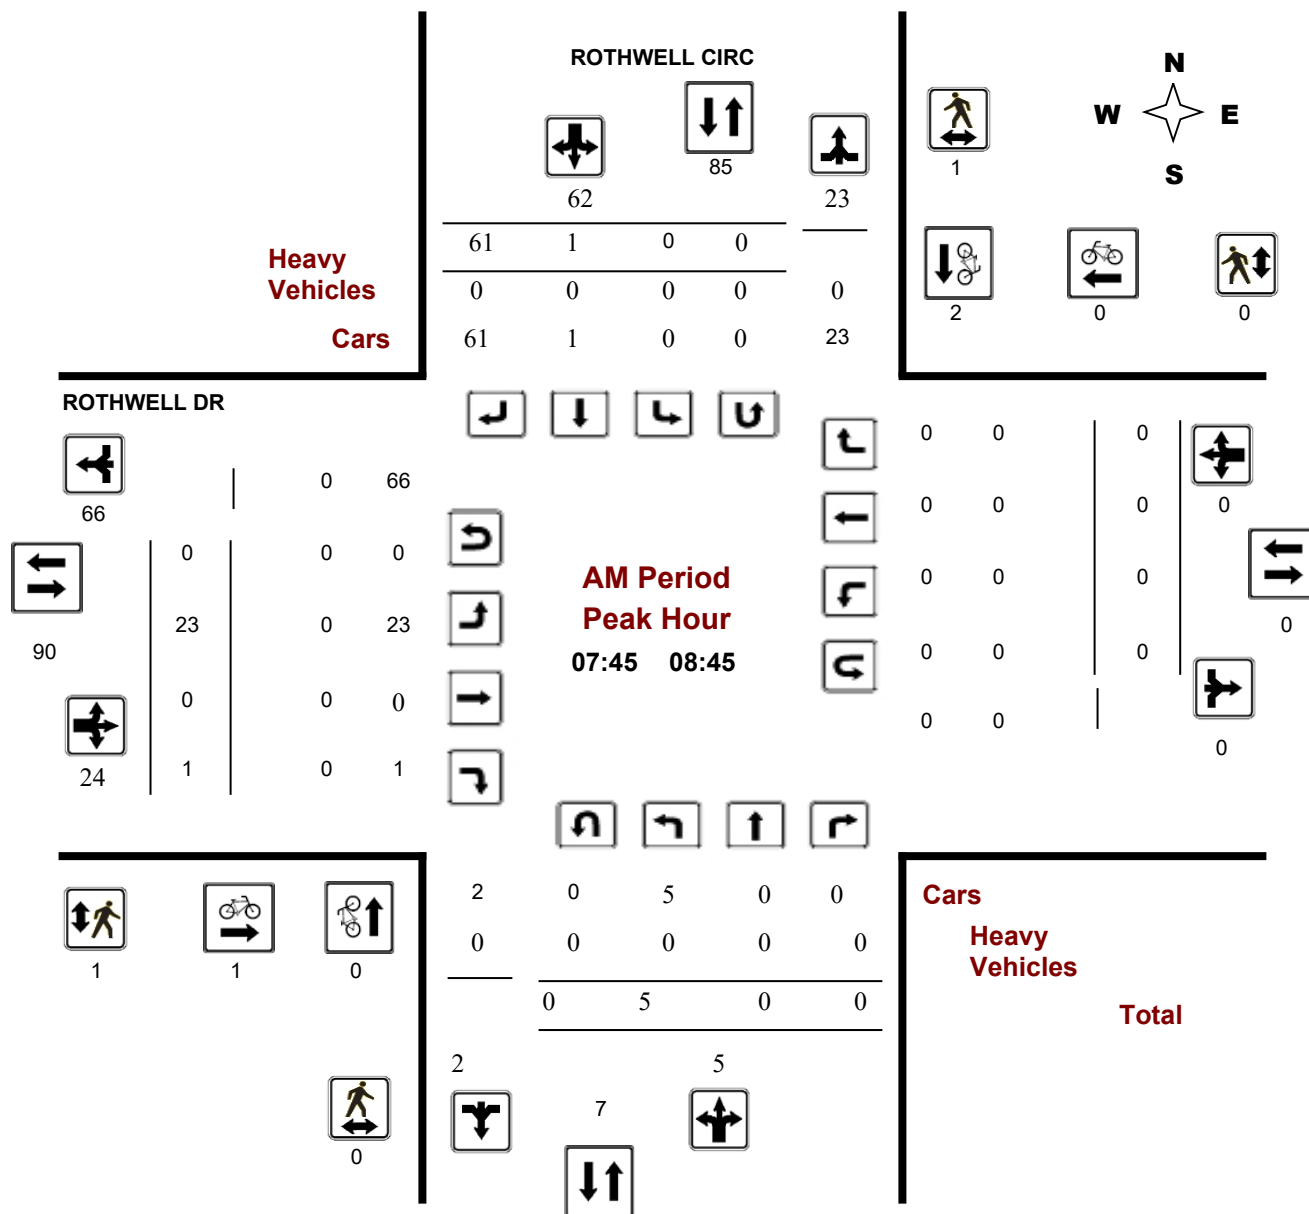 ROTHWELL CIRC
N
W E
S
85
1
62 23
61 1 0 0
Heavy
Vehicles
0 0 0 0 0
2 0 0
Cars
61 1 0 0 23
ROTHWELL DR
0 0 0
0 66
66
0 0 0 0
0 0 0
AM Period
0 0 0
Peak Hour
23 0 23
0
90
07:45 08:45
0 0 0
0 0 0
0 0
0
24 1 0 1
2 0 5 0 0
Cars
0 0 0 0 0
Heavy
Vehicles
1 1 0
0 5 0 0
Total
2 5
7
0